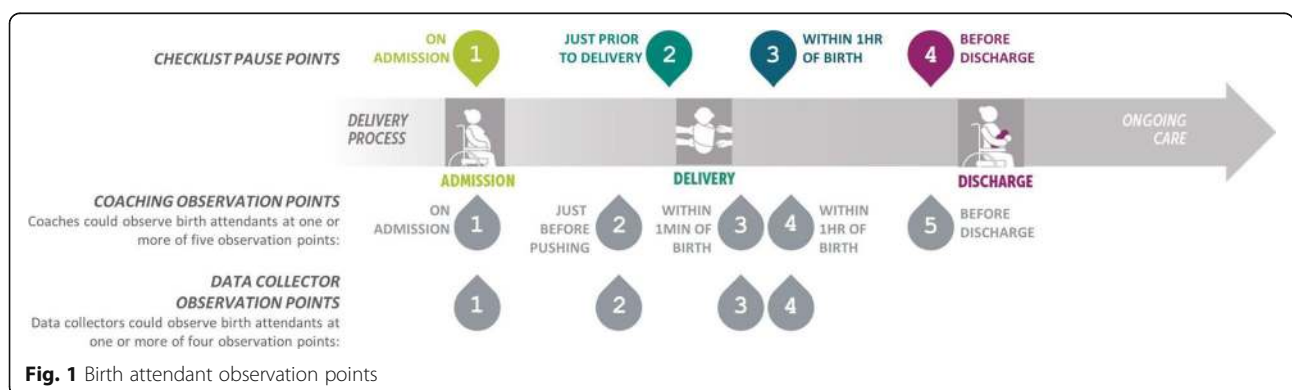 CHECKLIST PAUSE POINTS
ON
ADMISSION
1
JUST PRIOR
TO DELIVERY
2
3
WITHIN 1HR
OF BIRTH
4
BEFORE
DISCHARGE
DELIVERY
PROCESS
ONGOING
CARE
ADMISSION
DELIVERY
DISCHARGE
COACHING OBSERVATION POINTS
Coaches could observe birth attendants at one or
more of five observation points:
ON
ADMISSION
1
JUST
BEFORE
PUSHING
2
WITHIN
1MIN OF
BIRTH
3
4
WITHIN
1HR OF
BIRTH
5
BEFORE
DISCHARGE
DATA COLLECTOR
OBSERVATION POINTS
Data collectors could observe birth attendants at
one or more of four observation points:
1
2
3
4
Fig. 1 Birth attendant observation points